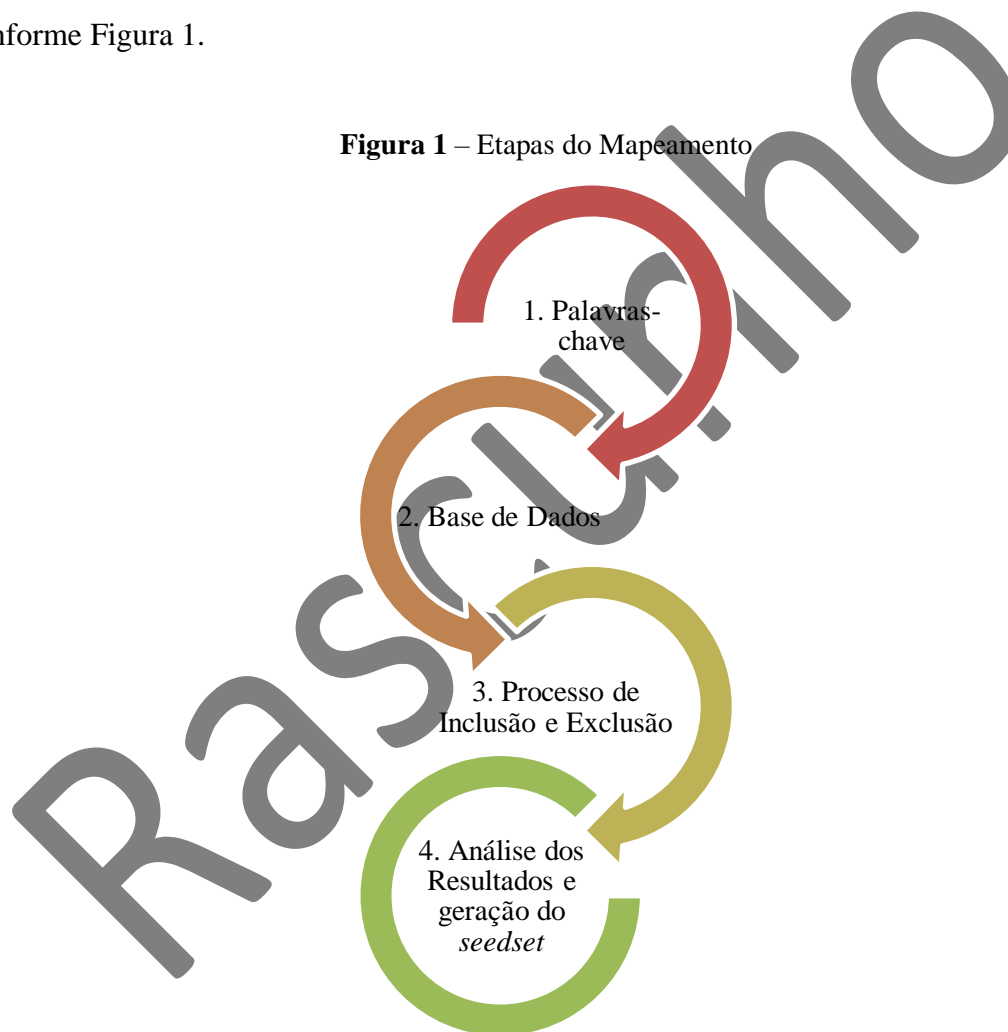 nforme Figura 1.
Figura 1 – Etapas do Mapeamento
1. Palavras-
chave
2. Base de Dados
3. Processo de
Inclusão e Exclusão
4. Análise dos
Resultados e
geração do
seedset
Rascunho